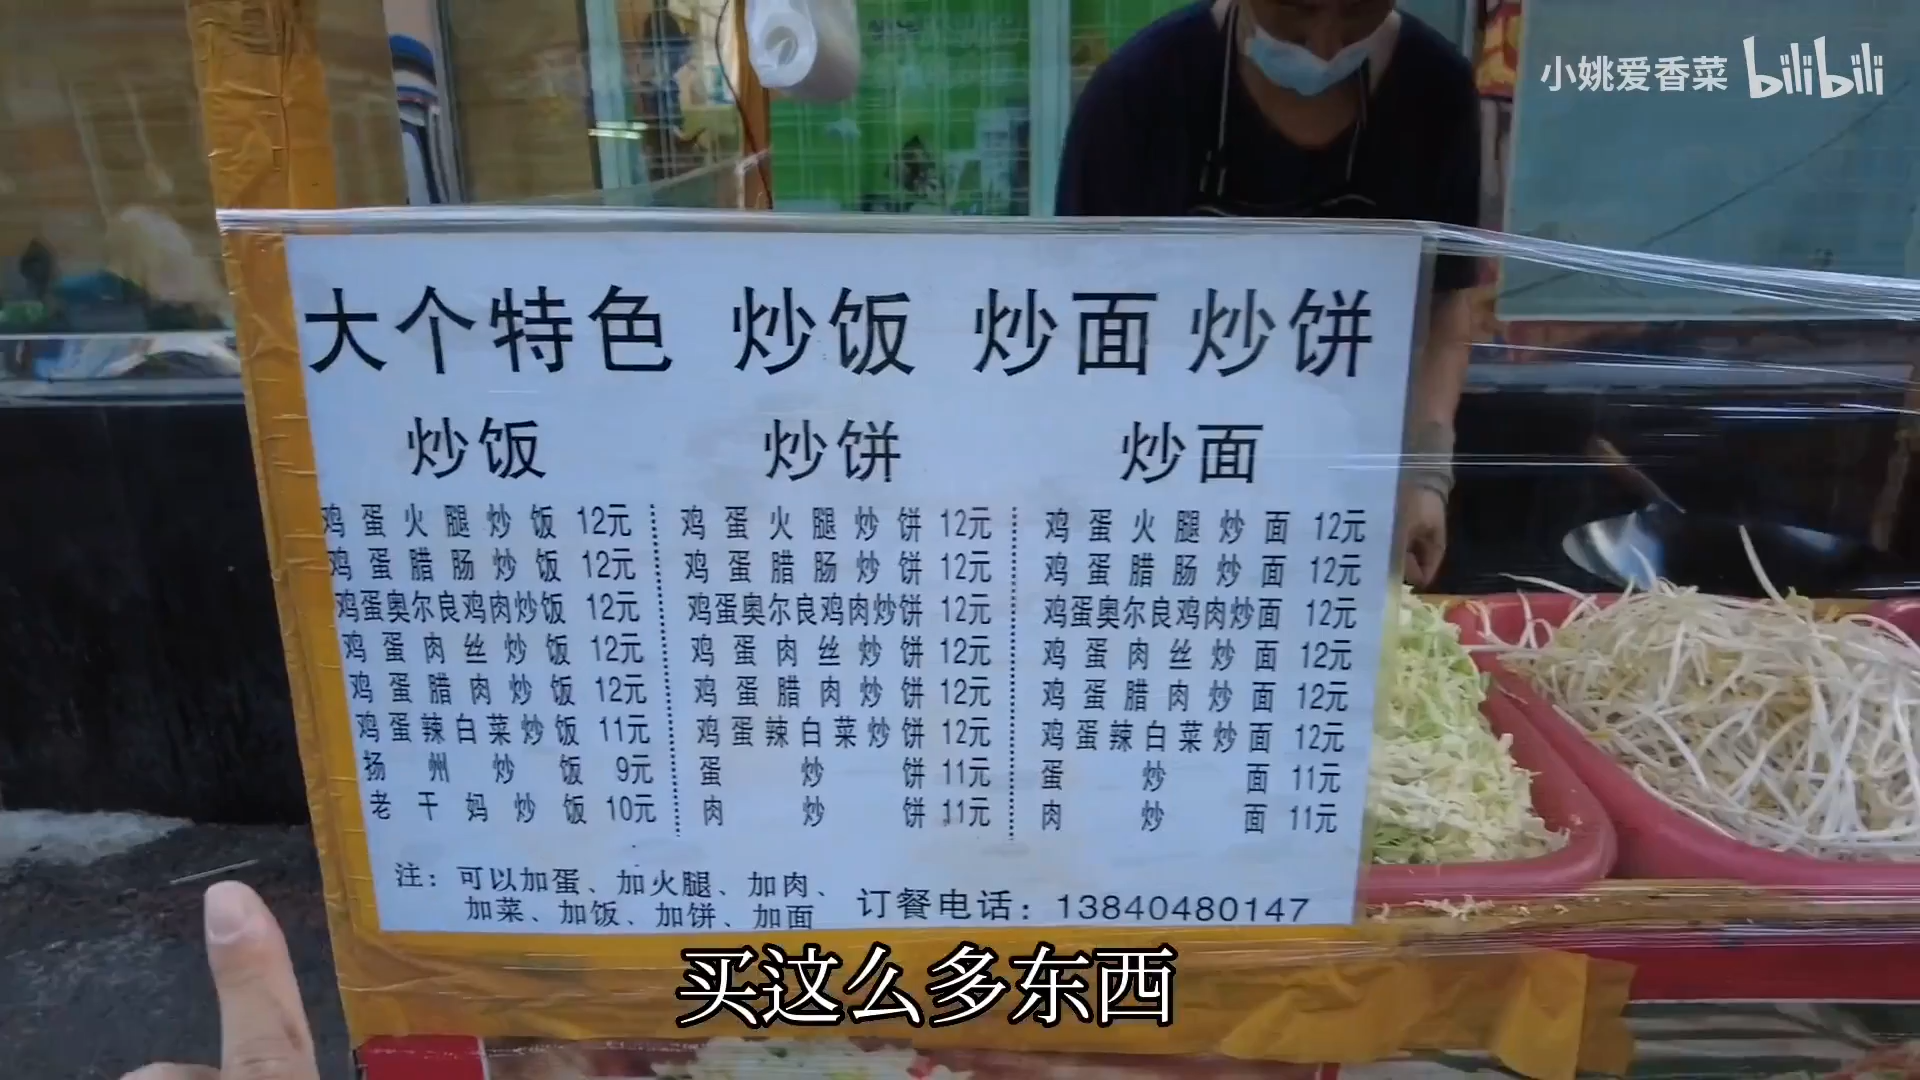 小姚爱香菜 bilibili
大个特色 炒饭 炒面 炒饼
炒饭 炒饼 炒面
鸡蛋火腿炒饭 12元 鸡蛋火腿炒饼 12元 鸡蛋火腿炒面 12元
鸡蛋腊肠炒饭 12元 鸡蛋腊肠炒饼 12元 鸡蛋腊肠炒面 12元
鸡蛋奥尔良鸡肉炒饭 12元 鸡蛋奥尔良鸡肉炒饼 12元 鸡蛋奥尔良鸡肉炒面 12元
鸡蛋肉丝炒饭 12元 鸡蛋肉丝炒饼 12元 鸡蛋肉丝炒面 12元
鸡蛋腊肉炒饭 12元 鸡蛋腊肉炒饼 12元 鸡蛋腊肉炒面 12元
鸡蛋辣白菜炒饭 11元 鸡蛋辣白菜炒饼 12元 鸡蛋辣白菜炒面 12元
扬州炒饭 9元 蛋炒饼 11元 蛋炒面 11元
老干妈炒饭 10元 肉炒饼 11元 肉炒面 11元
注：可以加蛋、加火腿、加肉、
加菜、加饭、加饼、加面 订餐电话：13840480147
买这么多东西